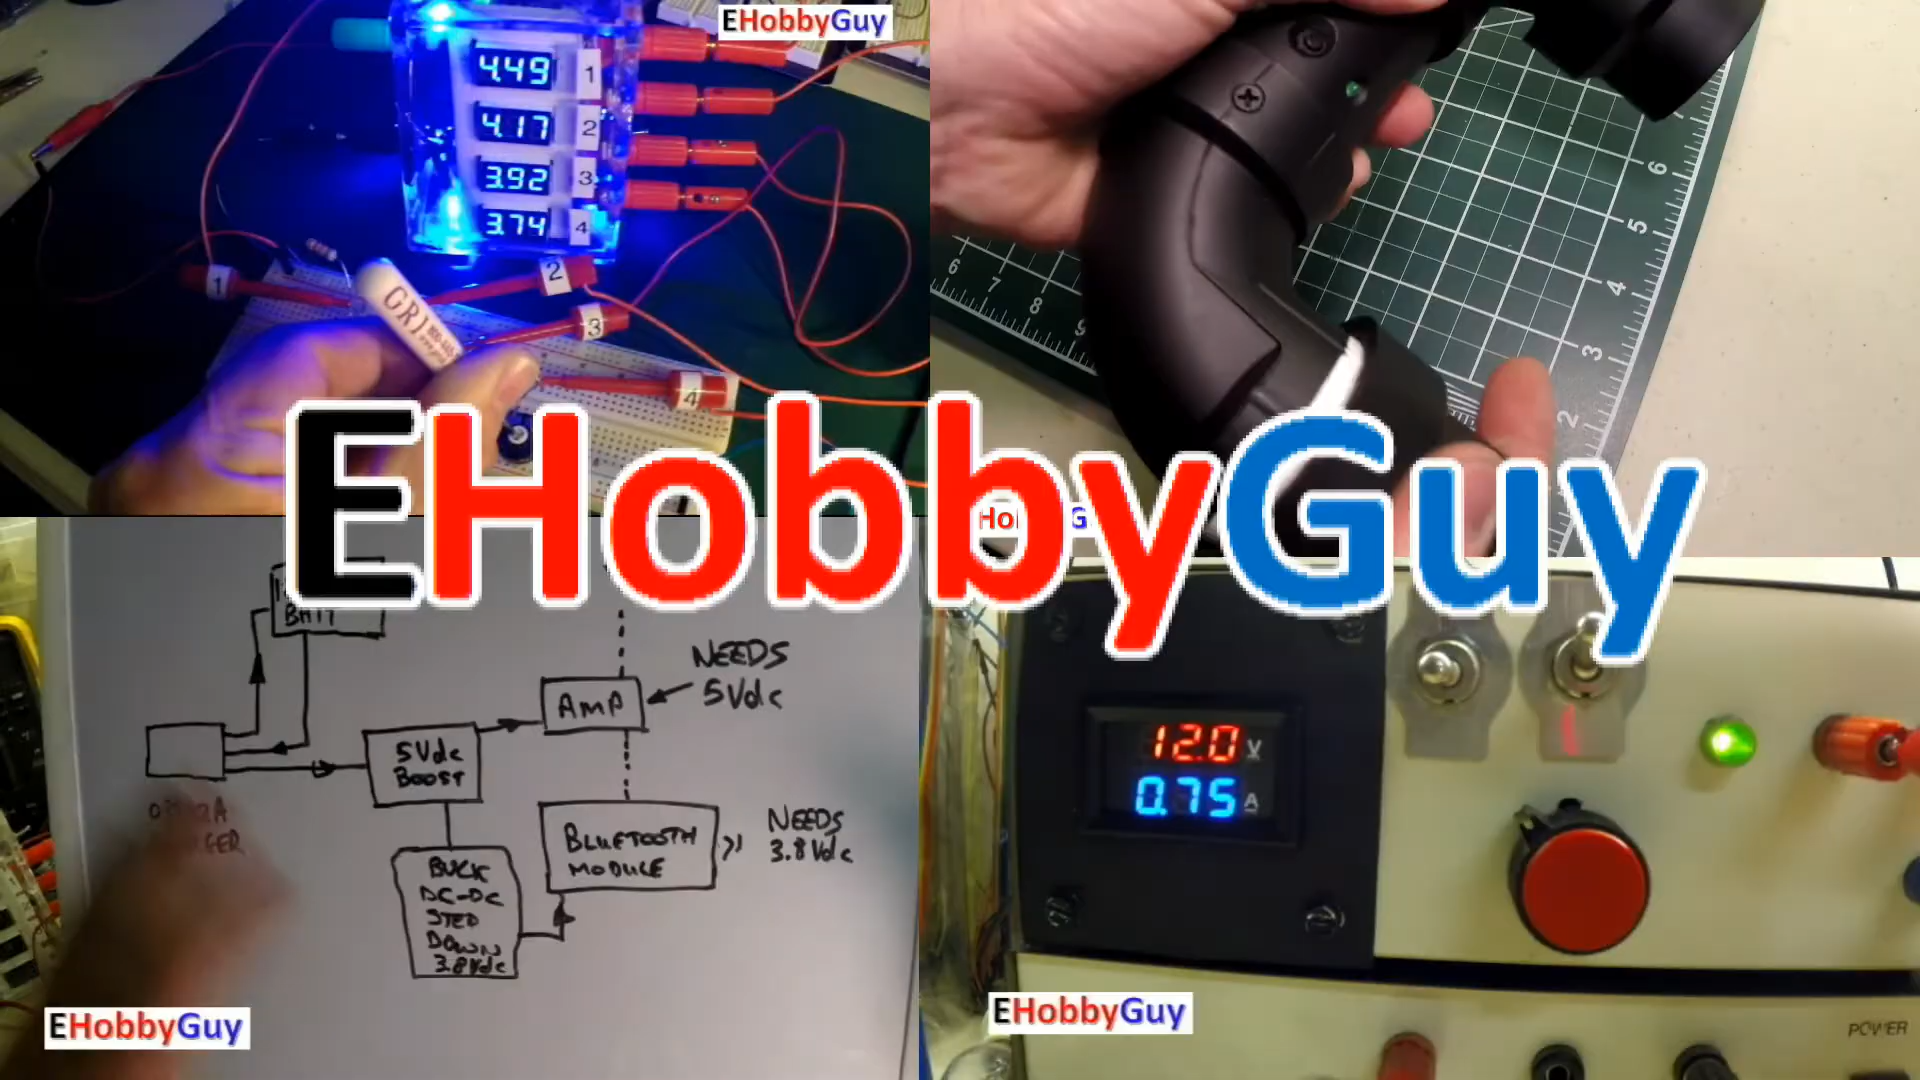 EHobbyGuy
4.49 1
4.17 2
3.92 3
3.74 4
1
2
3
4
GRI
6
5
4
3
2
6
7
8
9
EHobbyGuy
BATT
NEEDS
5Vdc
AMP
5Vdc
BOOST
BLUETOOTH
MODULE
NEEDS
3.8Vdc
BUCK
DC-DC
STEP
DOWN
3.8Vdc
EHobbyGuy
12.0 V
0.75 A
EHobbyGuy
POWER